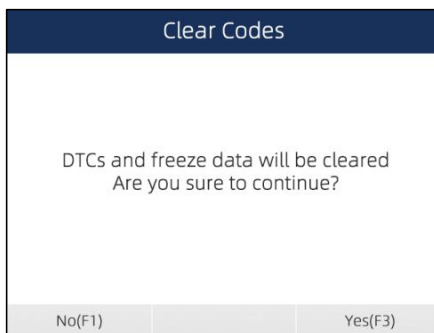 Clear Codes
DTCs and freeze data will be cleared
Are you sure to continue?
No(F1)
Yes(F3)